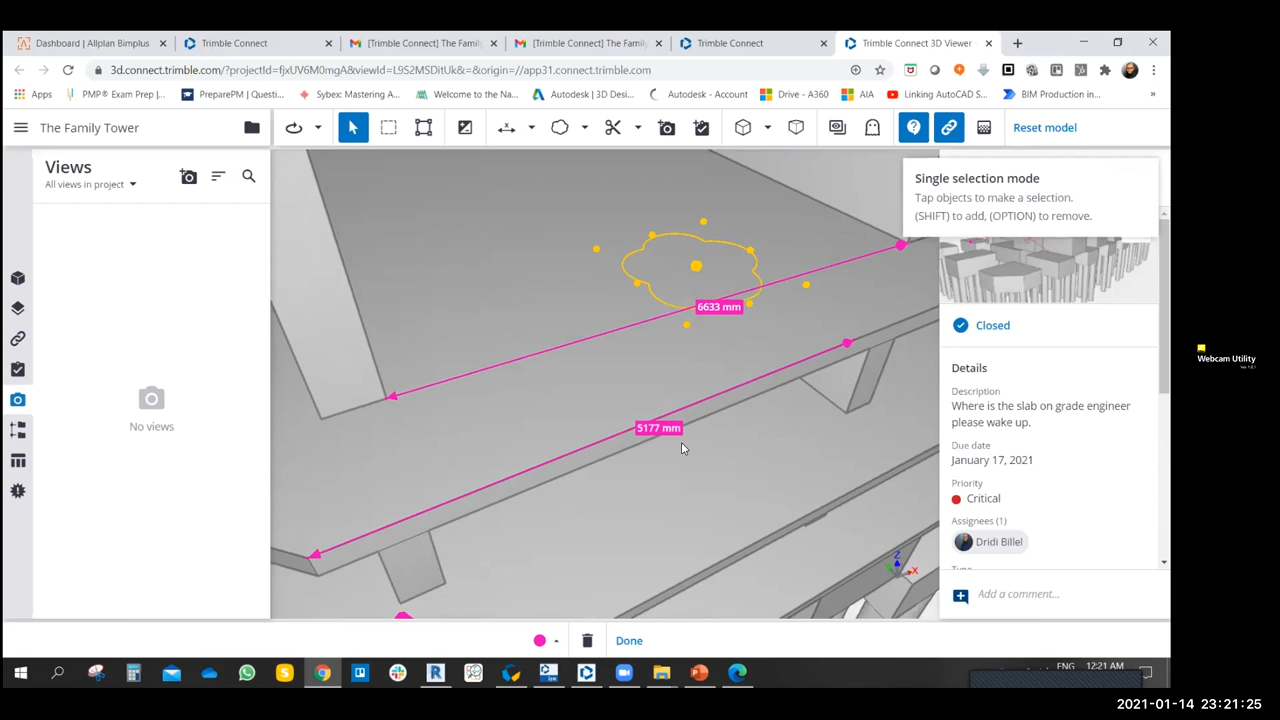 Dashboard | Allplan Bimplus
Trimble Connect
[Trimble Connect] The Fami
[Trimble Connect] The Family
Trimble Connect
Trimble Connect 3D Viewer -
3d.connect.trimble.com/?projectId=fjxUV6M0mgA&viewId=L9S2MSDitUk&=&origin=//app31.connect.trimble.com
Apps
PMP® Exam Prep |...
PreparePM | Questi...
Sybex: Mastering A...
Welcome to the Na...
Autodesk | 3D Desi...
Autodesk - Account
Drive - A360
AIA
Linking AutoCAD S...
BIM Production in...
»
The Family Tower
Reset model
Views
All views in project
No views
Single selection mode
Tap objects to make a selection.
(SHIFT) to add, (OPTION) to remove.
6633 mm
5177 mm
Z
X
Closed
Details
Description
Where is the slab on grade engineer
please wake up.
Due date
January 17, 2021
Priority
Critical
Assignees (1)
Dridi Billel
Add a comment...
Done
ENG
12:21 AM
Webcam Utility
2021-01-14 23:21:25